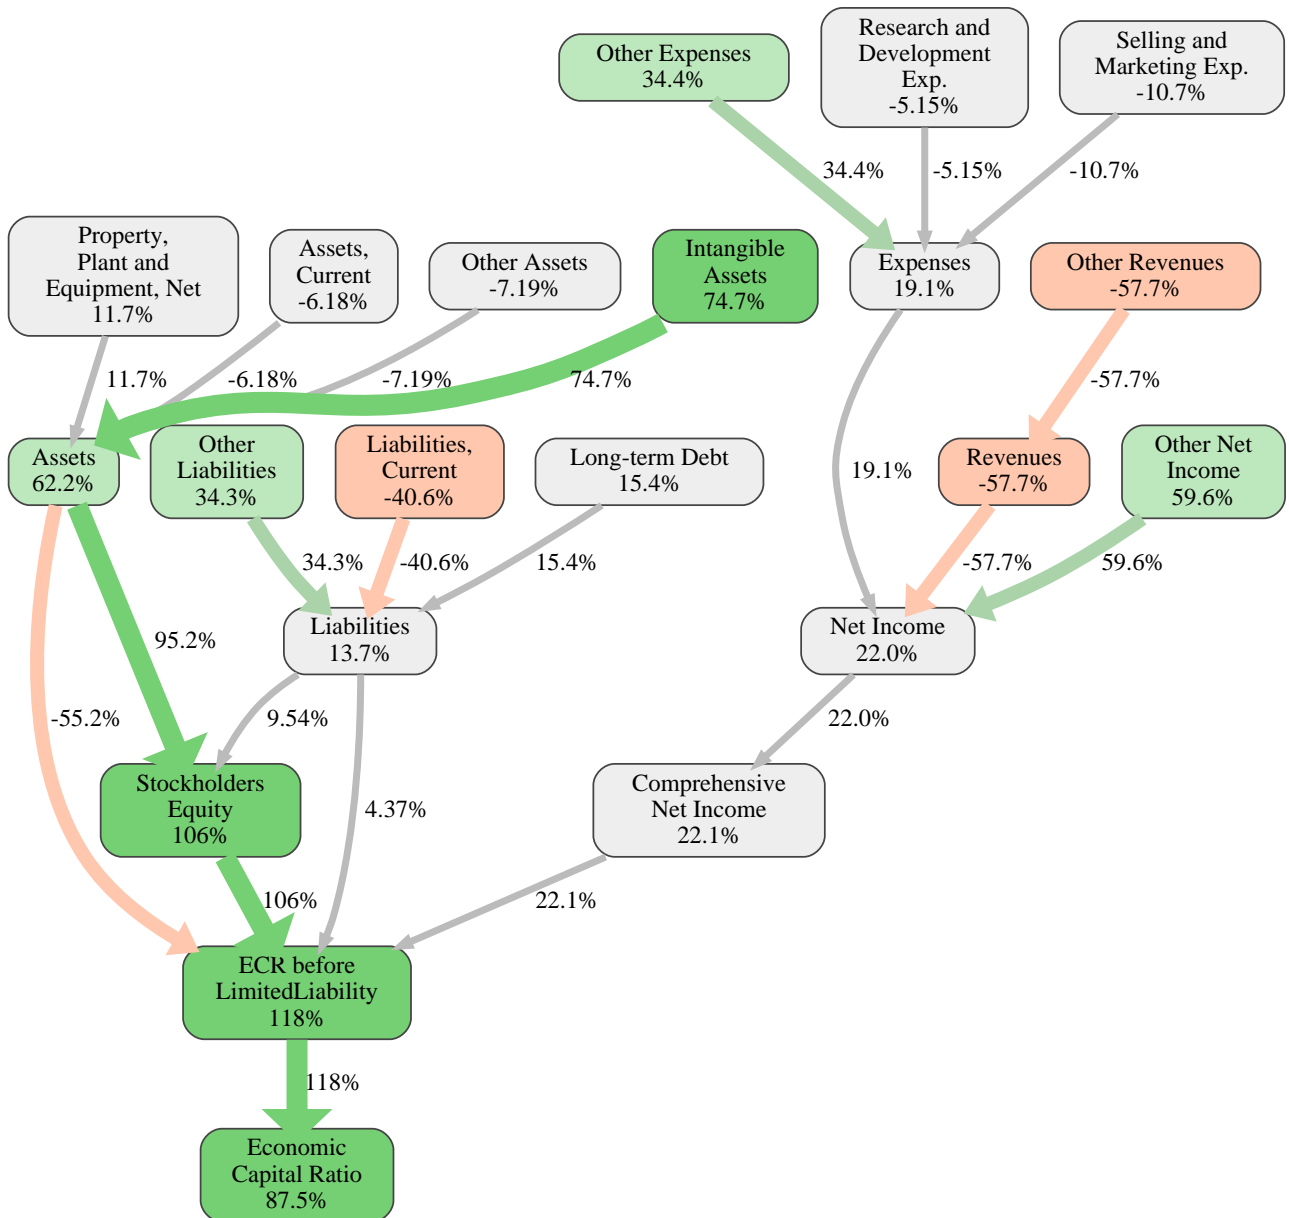 Other Expenses
34.4%
Research and
Development
Exp.
-5.15%
Selling and
Marketing Exp.
-10.7%
34.4%
-5.15%
-10.7%
Property,
Plant and
Equipment, Net
11.7%
Assets,
Current
-6.18%
Other Assets
-7.19%
Intangible
Assets
74.7%
Expenses
19.1%
Other Revenues
-57.7%
11.7%
-6.18%
-7.19%
74.7%
-57.7%
Assets
62.2%
Other
Liabilities
34.3%
Liabilities,
Current
-40.6%
Long-term Debt
15.4%
19.1%
Revenues
-57.7%
Other Net
Income
59.6%
34.3%
-40.6%
15.4%
-57.7%
59.6%
95.2%
Liabilities
13.7%
Net Income
22.0%
-55.2%
9.54%
22.0%
Stockholders
Equity
106%
4.37%
Comprehensive
Net Income
22.1%
106%
22.1%
ECR before
LimitedLiability
118%
118%
Economic
Capital Ratio
87.5%